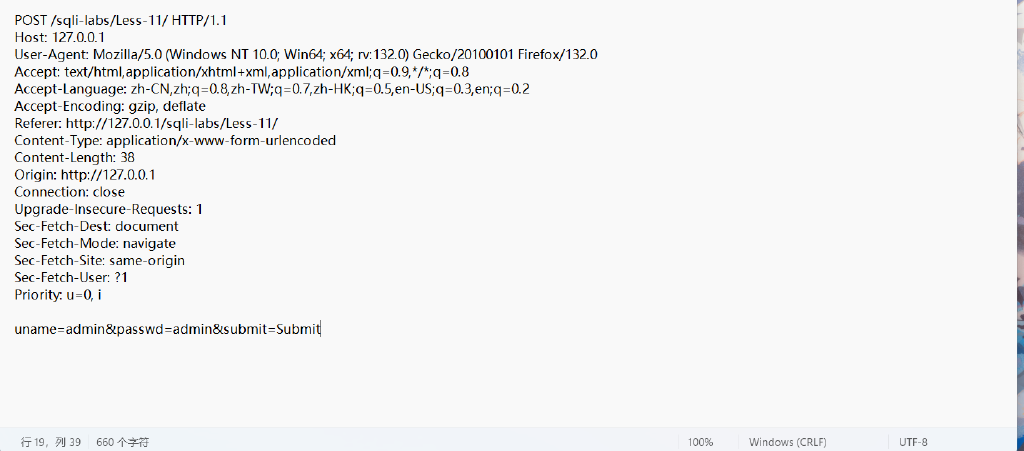 POST /sqli-labs/Less-11/ HTTP/1.1
Host: 127.0.0.1
User-Agent: Mozilla/5.0 (Windows NT 10.0; Win64; x64; rv:132.0) Gecko/20100101 Firefox/132.0
Accept: text/html,application/xhtml+xml,application/xml;q=0.9,*/*;q=0.8
Accept-Language: zh-CN,zh;q=0.8,zh-TW;q=0.7,zh-HK;q=0.5,en-US;q=0.3,en;q=0.2
Accept-Encoding: gzip, deflate
Referer: http://127.0.0.1/sqli-labs/Less-11/
Content-Type: application/x-www-form-urlencoded
Content-Length: 38
Origin: http://127.0.0.1
Connection: close
Upgrade-Insecure-Requests: 1
Sec-Fetch-Dest: document
Sec-Fetch-Mode: navigate
Sec-Fetch-Site: same-origin
Sec-Fetch-User: ?1
Priority: u=0, i
uname=admin&passwd=admin&submit=Submit
行 19，列 39 660 个字符 100% Windows (CRLF) UTF-8